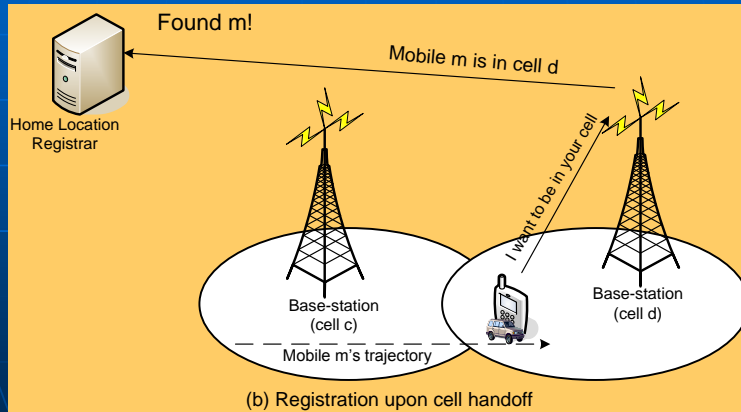 Found m!
Mobile m is in cell d
Home Location
Registrar
I want to be in your cell
Base-station
(cell c)
Base-station
(cell d)
Mobile m's trajectory
(b) Registration upon cell handoff